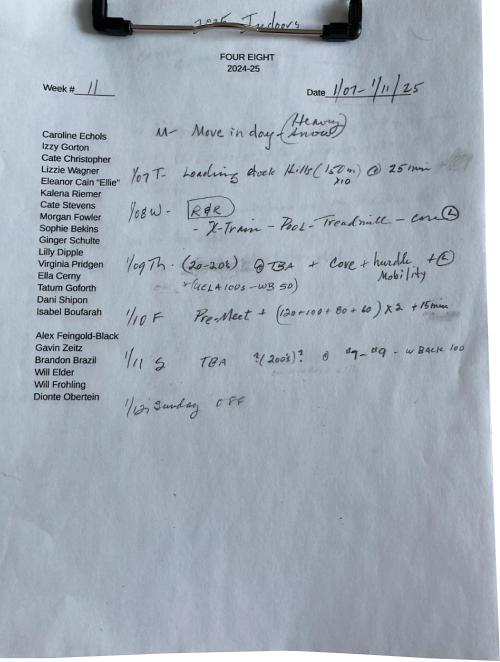 2025 Indoors
FOUR EIGHT
2024-25
Week # 11
Date 1/07 - 1/11/25
Caroline Echols
Izzy Gorton
Cate Christopher
Lizzie Wagner
Eleanor Cain "Ellie"
Kalena Riemer
Cate Stevens
Morgan Fowler
Sophie Bekins
Ginger Schulte
Lilly Dipple
Virginia Pridgen
Ella Cerny
Tatum Goforth
Dani Shipon
Isabel Boufarah
Alex Feingold-Black
Gavin Zeitz
Brandon Brazil
Will Elder
Will Frohling
Dionte Obertein
M - Move in day - (Heavy snow)
1/07 T - Loading dock Hills (150m) @ 25 min
x10
1/08 W - R&R
- X-Train - Pool - Treadmill - core
1/09 Th - (20-20s) @ TBA + core + hurdle
Mobility
(UCLA 100s - WB 50)
1/10 F Pre-Meet + (120+100+80+60) x2 +15min
1/11 S TBA ?(200s)? @ #7-#9 - w BACK 100
1/12 Sunday OFF